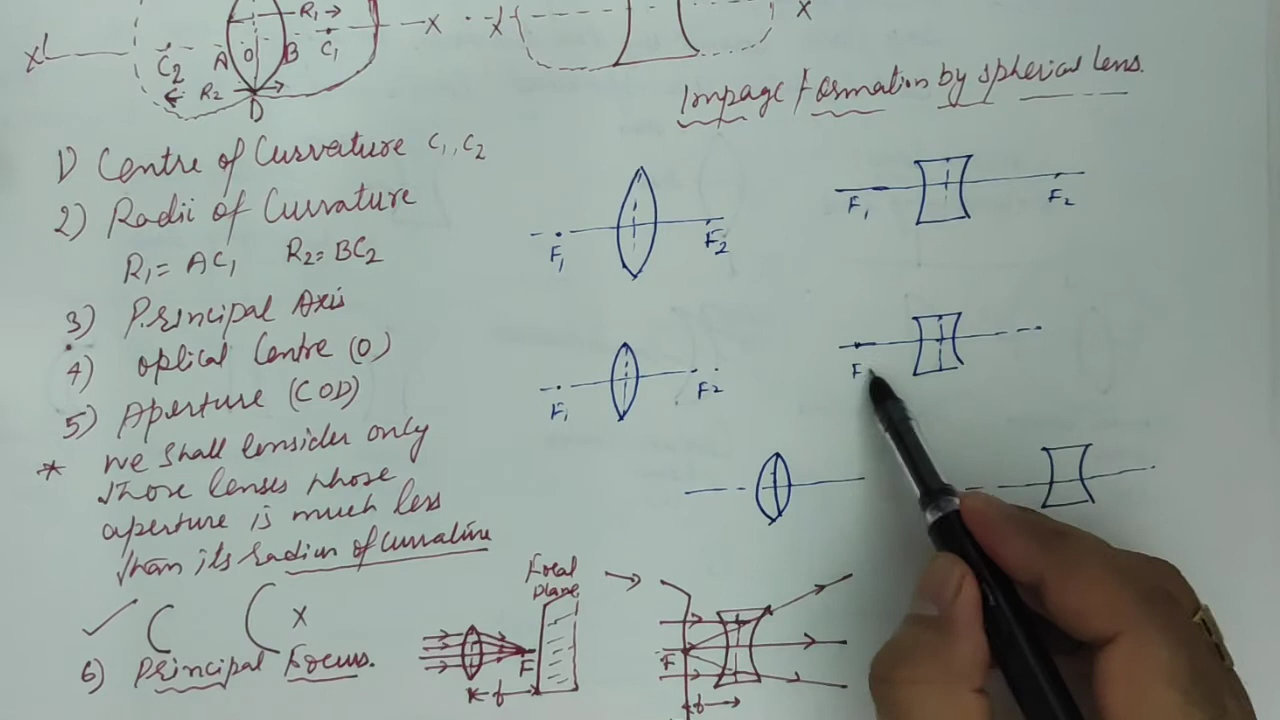 R₁ →
X' C₂ A O B C₁ X X' X
← R₂ →
D
Impage Formation by Spherical Lens.
1) Centre of Curvature C₁, C₂
2) Radii of Curvature
R₁ = AC₁ R₂ = BC₂
3) Principal Axis
4) Optical Centre (O)
5) Aperture (COD)
* We shall consider only
those lenses whose
aperture is much less
than its radius of curvature
✓ ( ( X
6) Principal Focus.
F₁ F₂
F₁ F₂
F₁ F₂
F
Focal
plane →
F
f
F
f